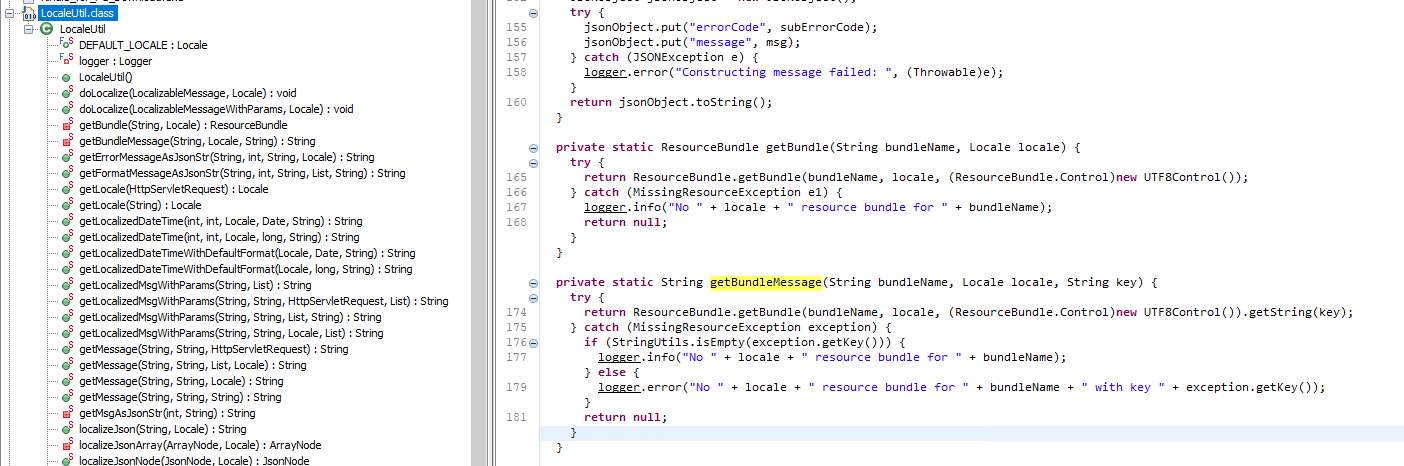 LocaleUtil.class
LocaleUtil
DEFAULT_LOCALE : Locale
logger : Logger
LocaleUtil()
doLocalize(LocalizableMessage, Locale) : void
doLocalize(LocalizableMessageWithParams, Locale) : void
getBundle(String, Locale) : ResourceBundle
getBundleMessage(String, Locale, String) : String
getErrorMessageAsJsonStr(String, int, String, Locale) : String
getFormatMessageAsJsonStr(String, int, String, List, String) : String
getLocale(HttpServletRequest) : Locale
getLocale(String) : Locale
getLocalizedDateTime(int, int, Locale, Date, String) : String
getLocalizedDateTime(int, int, Locale, long, String) : String
getLocalizedDateTimeWithDefaultFormat(Locale, Date, String) : String
getLocalizedDateTimeWithDefaultFormat(Locale, long, String) : String
getLocalizedMsgWithParams(String, List) : String
getLocalizedMsgWithParams(String, String, HttpServletRequest, List) : String
getLocalizedMsgWithParams(String, String, List, String) : String
getLocalizedMsgWithParams(String, String, Locale, List) : String
getMessage(String, String, HttpServletRequest) : String
getMessage(String, String, List, Locale) : String
getMessage(String, String, Locale) : String
getMessage(String, String, String) : String
getMsgAsJsonStr(int, String) : String
localizeJson(String, Locale) : String
localizeJsonArray(ArrayNode, Locale) : ArrayNode
localizeJsonNode(JsonNode, Locale) : JsonNode
try {
155 jsonObject.put("errorCode", subErrorCode);
156 jsonObject.put("message", msg);
157 } catch (JSONException e) {
158 logger.error("Constructing message failed: ", (Throwable)e);
}
160 return jsonObject.toString();
}
private static ResourceBundle getBundle(String bundleName, Locale locale) {
try {
165 return ResourceBundle.getBundle(bundleName, locale, (ResourceBundle.Control)new UTF8Control());
166 } catch (MissingResourceException e1) {
167 logger.info("No " + locale + " resource bundle for " + bundleName);
168 return null;
}
}
private static String getBundleMessage(String bundleName, Locale locale, String key) {
try {
174 return ResourceBundle.getBundle(bundleName, locale, (ResourceBundle.Control)new UTF8Control()).getString(key);
175 } catch (MissingResourceException exception) {
176 if (StringUtils.isEmpty(exception.getKey())) {
177 logger.info("No " + locale + " resource bundle for " + bundleName);
} else {
179 logger.error("No " + locale + " resource bundle for " + bundleName + " with key " + exception.getKey());
}
181 return null;
}
}